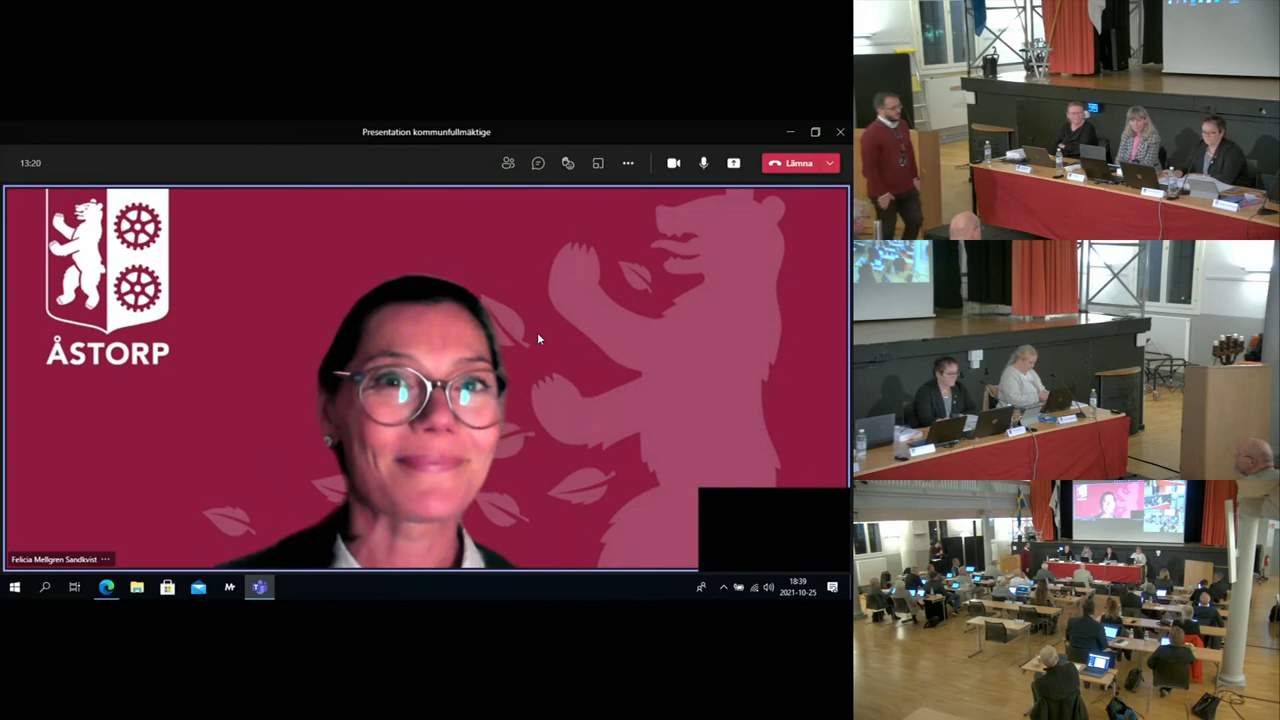 Presentation kommunfullmäktige
13:20
Lämna
ÅSTORP
Felicia Mellgren Sandkvist
18:39
2021-10-25